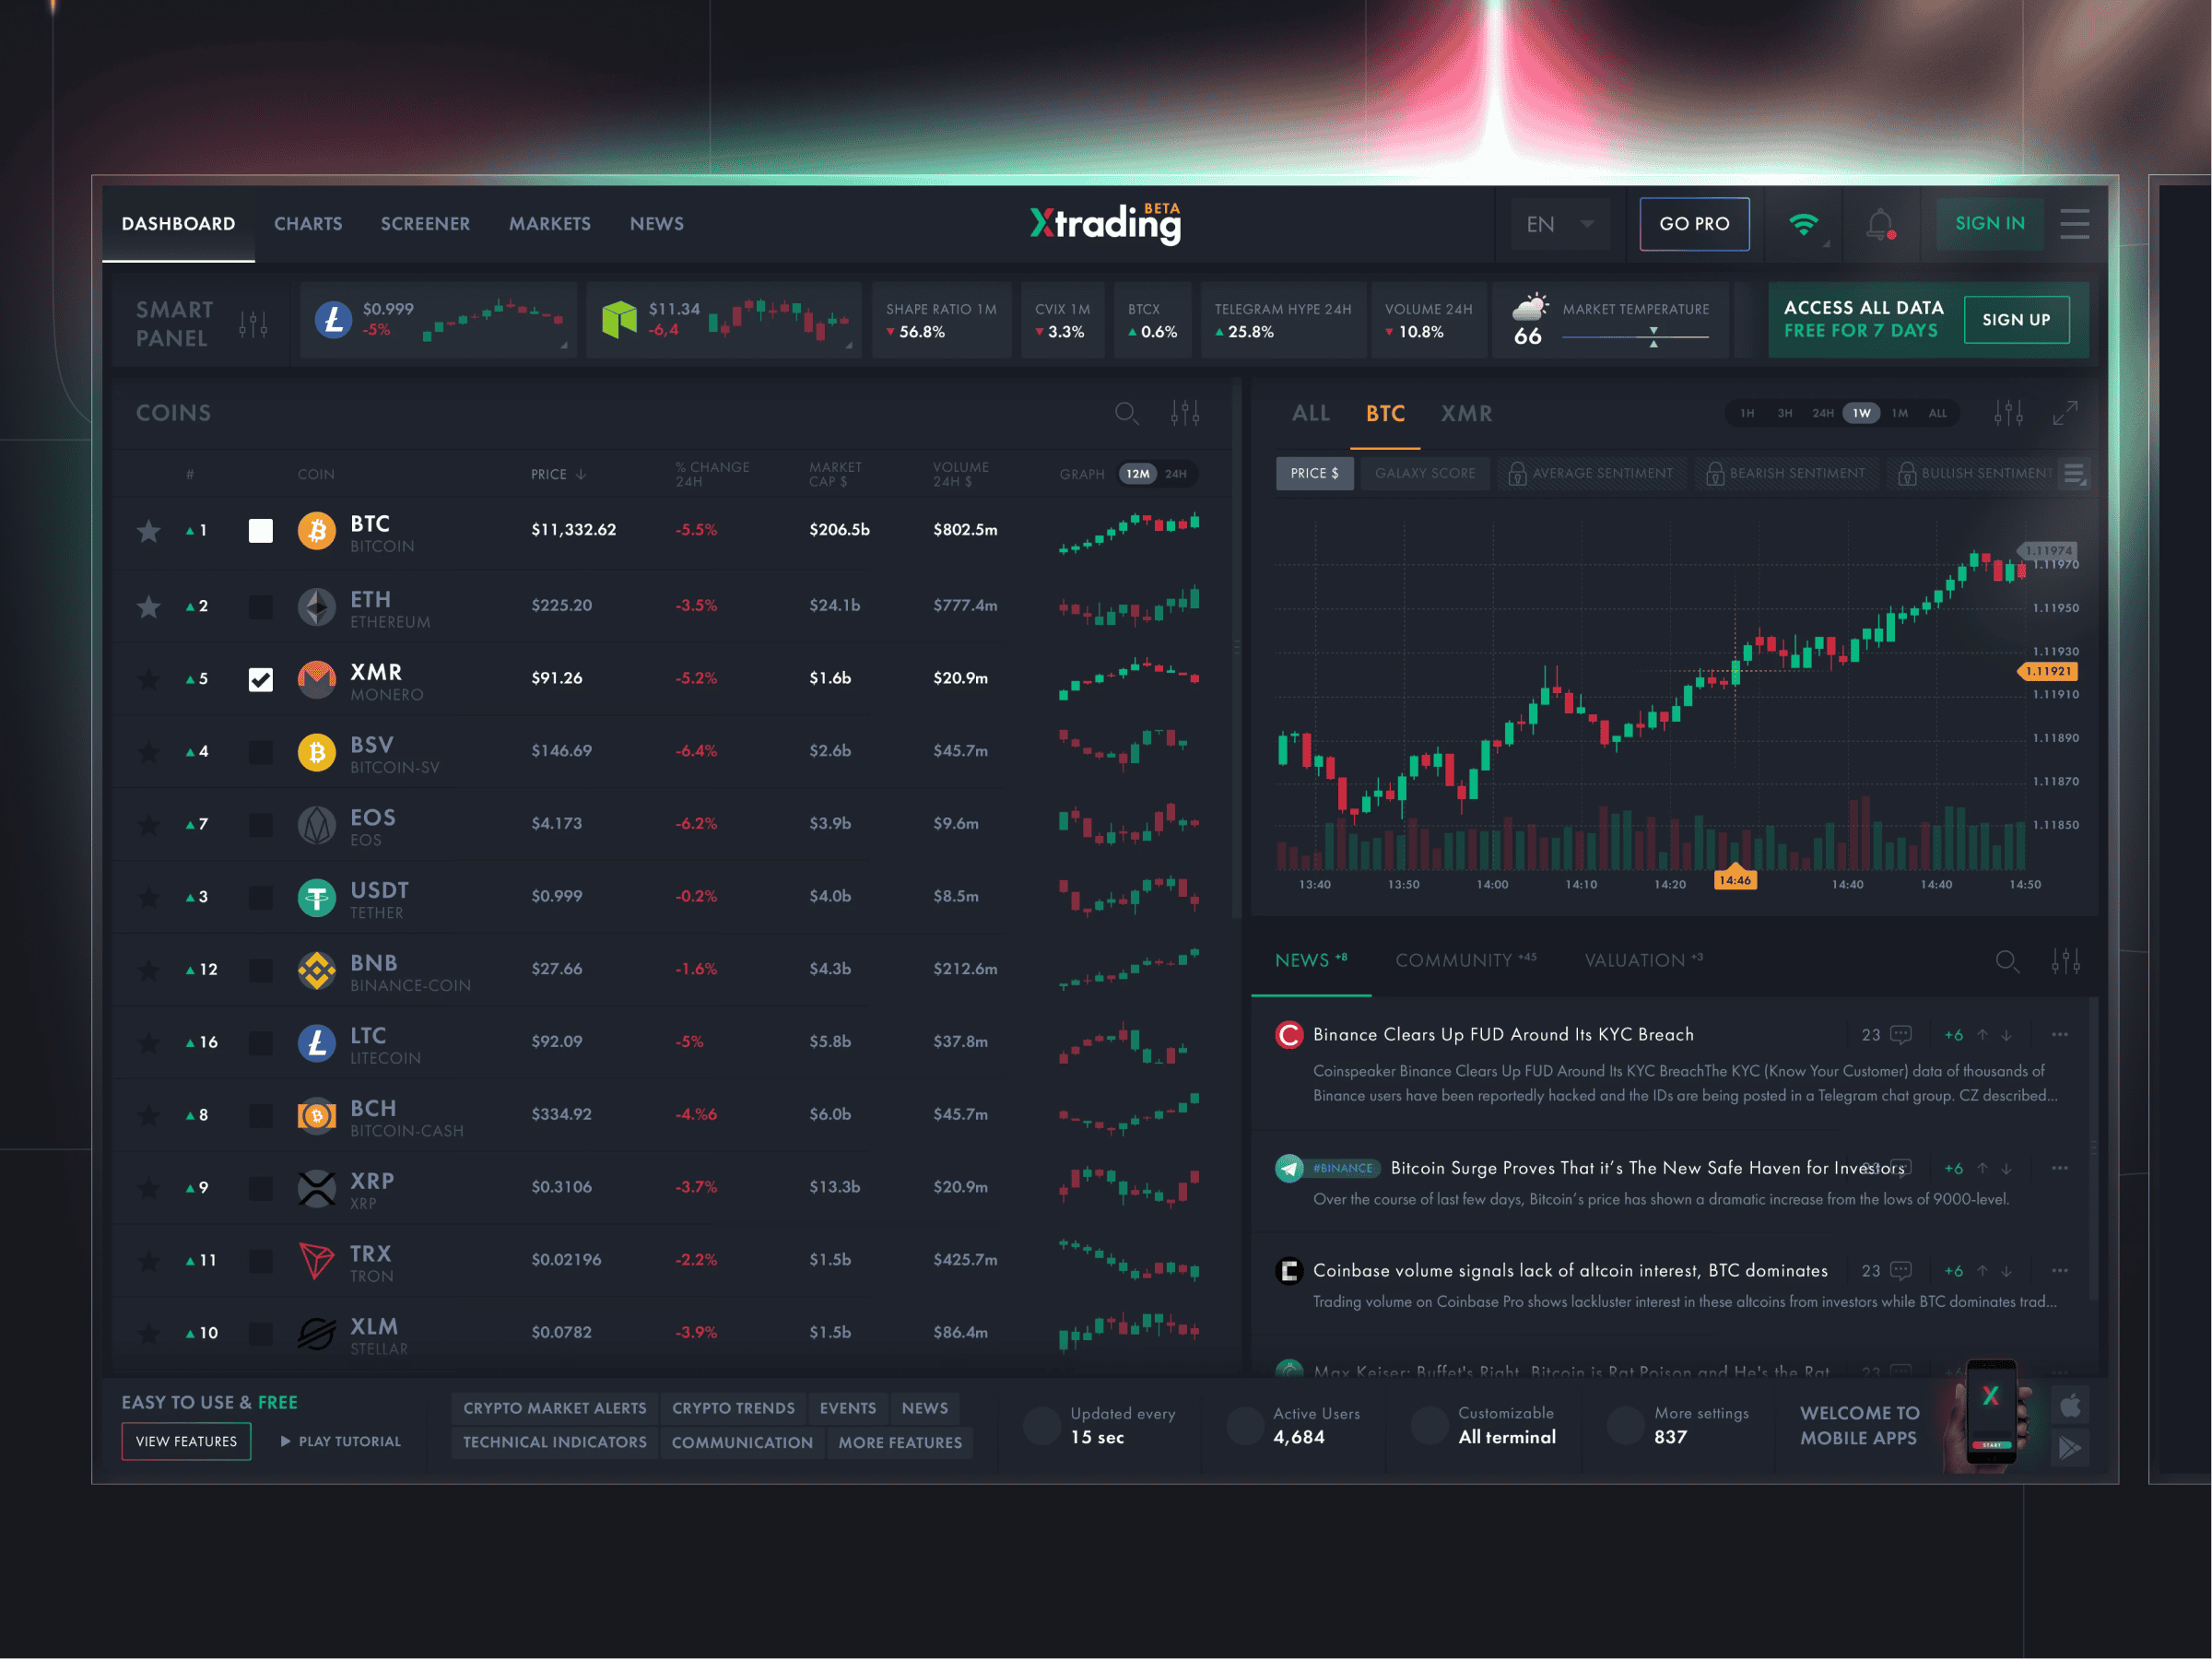 DASHBOARD CHARTS SCREENER MARKETS NEWS
Xtrading BETA
EN GO PRO SIGN IN
SMART
PANEL
$0.999
-5%
$11.34
-6,4
SHAPE RATIO 1M
56.8%
CVIX 1M
3.3%
BTCX
0.6%
TELEGRAM HYPE 24H
25.8%
VOLUME 24H
10.8%
66
MARKET TEMPERATURE
ACCESS ALL DATA
FREE FOR 7 DAYS
SIGN UP
COINS
# COIN PRICE % CHANGE 24H MARKET CAP $ VOLUME 24H $ GRAPH 12M 24H
1 BTC $11,332.62 -5.5% $206.5b $802.5m
BITCOIN
2 ETH $225.20 -3.5% $24.1b $777.4m
ETHEREUM
5 XMR $91.26 -5.2% $1.6b $20.9m
MONERO
4 BSV $146.69 -6.4% $2.6b $45.7m
BITCOIN-SV
7 EOS $4.173 -6.2% $3.9b $9.6m
EOS
3 USDT $0.999 -0.2% $4.0b $8.5m
TETHER
12 BNB $27.66 -1.6% $4.3b $212.6m
BINANCE-COIN
16 LTC $92.09 -5% $5.8b $37.8m
LITECOIN
8 BCH $334.92 -4.%6 $6.0b $45.7m
BITCOIN-CASH
9 XRP $0.3106 -3.7% $13.3b $20.9m
XRP
11 TRX $0.02196 -2.2% $1.5b $425.7m
TRON
10 XLM $0.0782 -3.9% $1.5b $86.4m
STELLAR
ALL BTC XMR
1H 3H 24H 1W 1M ALL
PRICE $ GALAXY SCORE AVERAGE SENTIMENT BEARISH SENTIMENT BULLISH SENTIMENT
1.11974
1.11970
1.11950
1.11930
1.11921
1.11910
1.11890
1.11870
1.11850
13:40 13:50 14:00 14:10 14:20 14:46 14:40 14:40 14:50
NEWS +8 COMMUNITY +45 VALUATION +3
Binance Clears Up FUD Around Its KYC Breach 23 +6
Coinspeaker Binance Clears Up FUD Around Its KYC BreachThe KYC (Know Your Customer) data of thousands of
Binance users have been reportedly hacked and the IDs are being posted in a Telegram chat group. CZ described...
#BINANCE Bitcoin Surge Proves That it's The New Safe Haven for Investors 23 +6
Over the course of last few days, Bitcoin's price has shown a dramatic increase from the lows of 9000-level.
Coinbase volume signals lack of altcoin interest, BTC dominates 23 +6
Trading volume on Coinbase Pro shows lackluster interest in these altcoins from investors while BTC dominates trad...
Max Keiser: Buffet's Right, Bitcoin is Rat Poison and He's the Rat 23
EASY TO USE & FREE
VIEW FEATURES
PLAY TUTORIAL
CRYPTO MARKET ALERTS CRYPTO TRENDS EVENTS NEWS
TECHNICAL INDICATORS COMMUNICATION MORE FEATURES
Updated every
15 sec
Active Users
4,684
Customizable
All terminal
More settings
837
WELCOME TO
MOBILE APPS
X
START